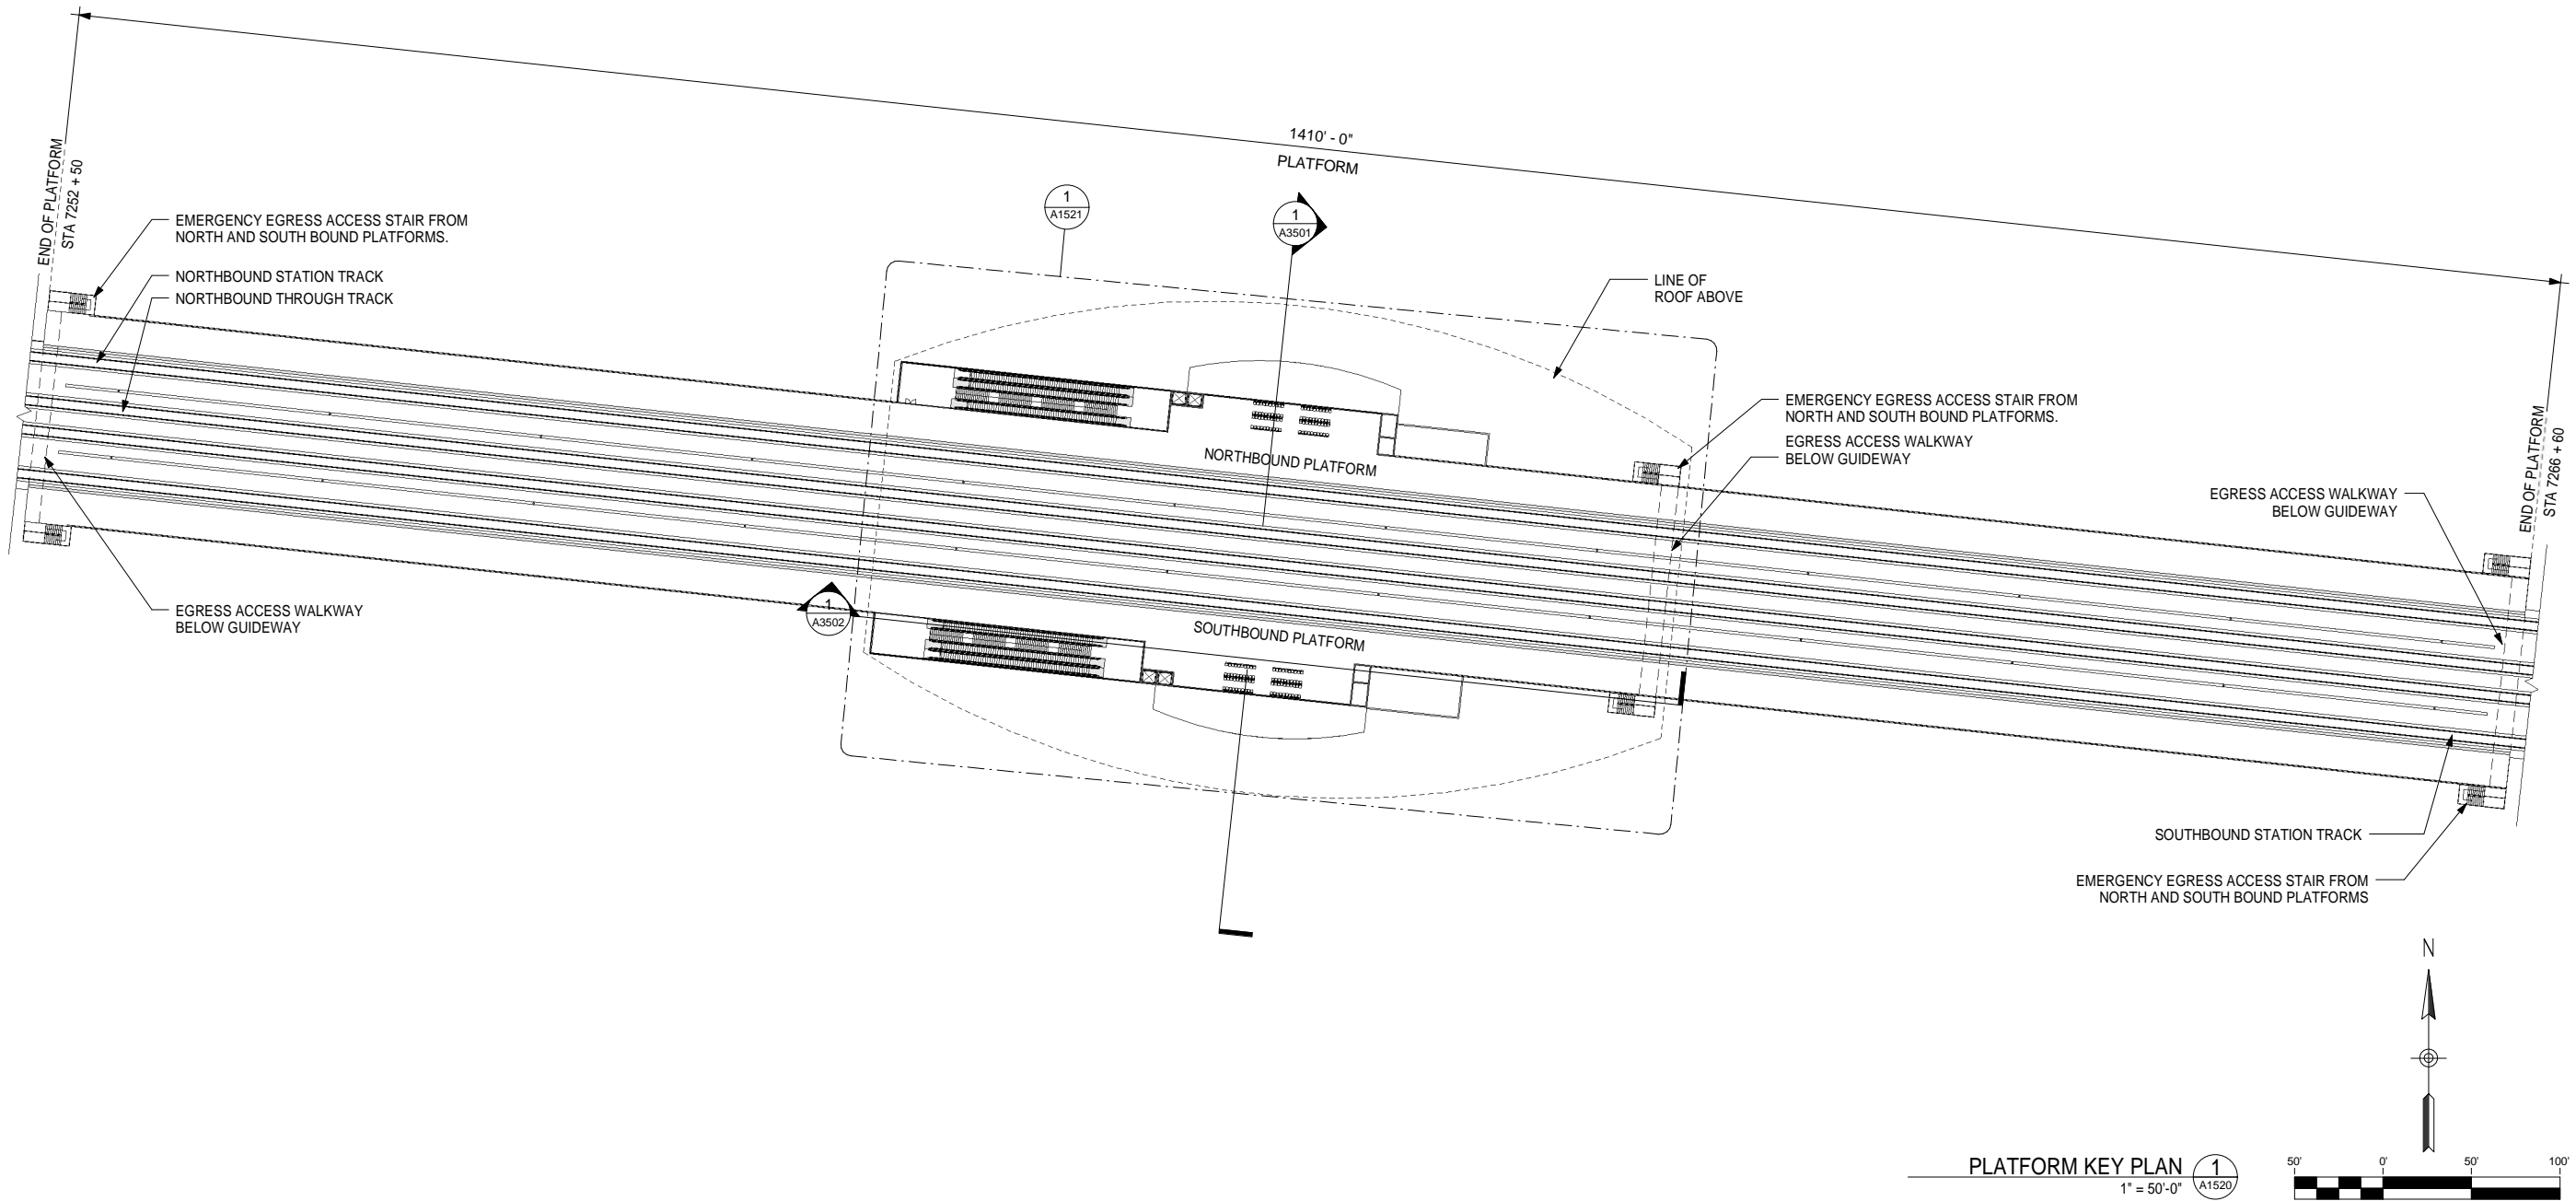 1410' - 0"
PLATFORM
END OF PLATFORM
STA 7252 + 50
1
A1521
1
A3501
EMERGENCY EGRESS ACCESS STAIR FROM
NORTH AND SOUTH BOUND PLATFORMS.
NORTHBOUND STATION TRACK
NORTHBOUND THROUGH TRACK
LINE OF
ROOF ABOVE
EMERGENCY EGRESS ACCESS STAIR FROM
NORTH AND SOUTH BOUND PLATFORMS.
EGRESS ACCESS WALKWAY
BELOW GUIDEWAY
NORTHBOUND PLATFORM
END OF PLATFORM
STA 7266 + 60
EGRESS ACCESS WALKWAY
BELOW GUIDEWAY
EGRESS ACCESS WALKWAY
BELOW GUIDEWAY
1
A3502
SOUTHBOUND PLATFORM
SOUTHBOUND STATION TRACK
EMERGENCY EGRESS ACCESS STAIR FROM
NORTH AND SOUTH BOUND PLATFORMS
N
PLATFORM KEY PLAN
1" = 50'-0"
1
A1520
50' 0' 50' 100'